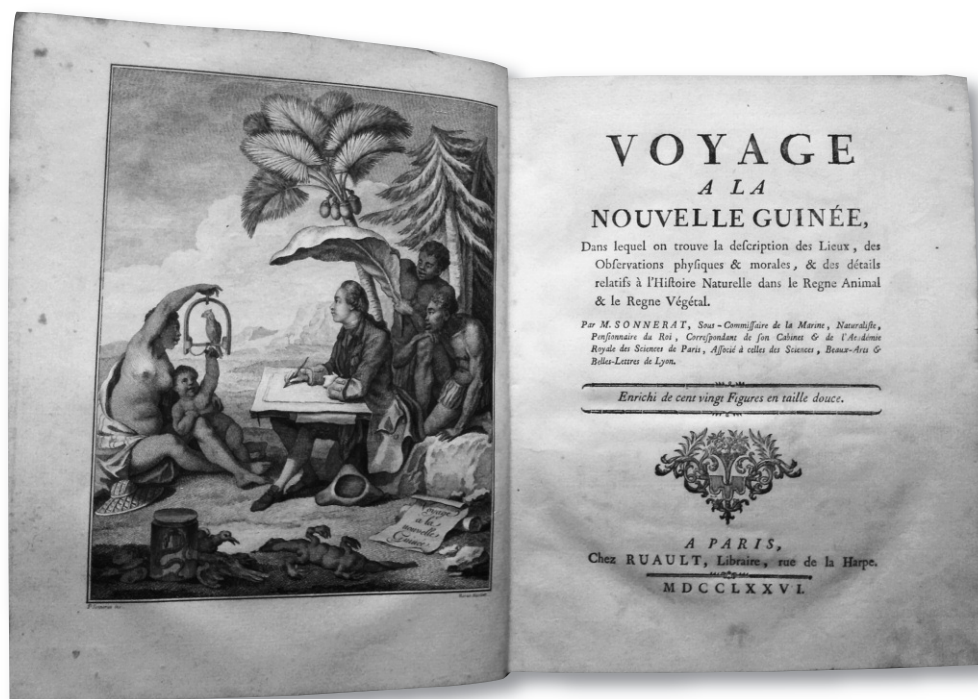 Voyage
a la
nouvelle
Guinée
VOYAGE
A LA
NOUVELLE GUINÉE,
Dans lequel on trouve la deſcription des Lieux, des
Obſervations phyſiques & morales, & des détails
relatifs à l'Hiſtoire Naturelle dans le Regne Animal
& le Regne Végétal.
Par M. SONNERAT, Sous-Commiſſaire de la Marine, Naturaliſte,
Penſionnaire du Roi, Correſpondant de ſon Cabinet & de l'Académie
Royale des Sciences de Paris, Aſſocié à celles des Sciences, Beaux-Arts &
Belles-Lettres de Lyon.
Enrichi de cent vingt Figures en taille douce.
A PARIS,
Chez RUAULT, Libraire, rue de la Harpe.
MDCCLXXVI.